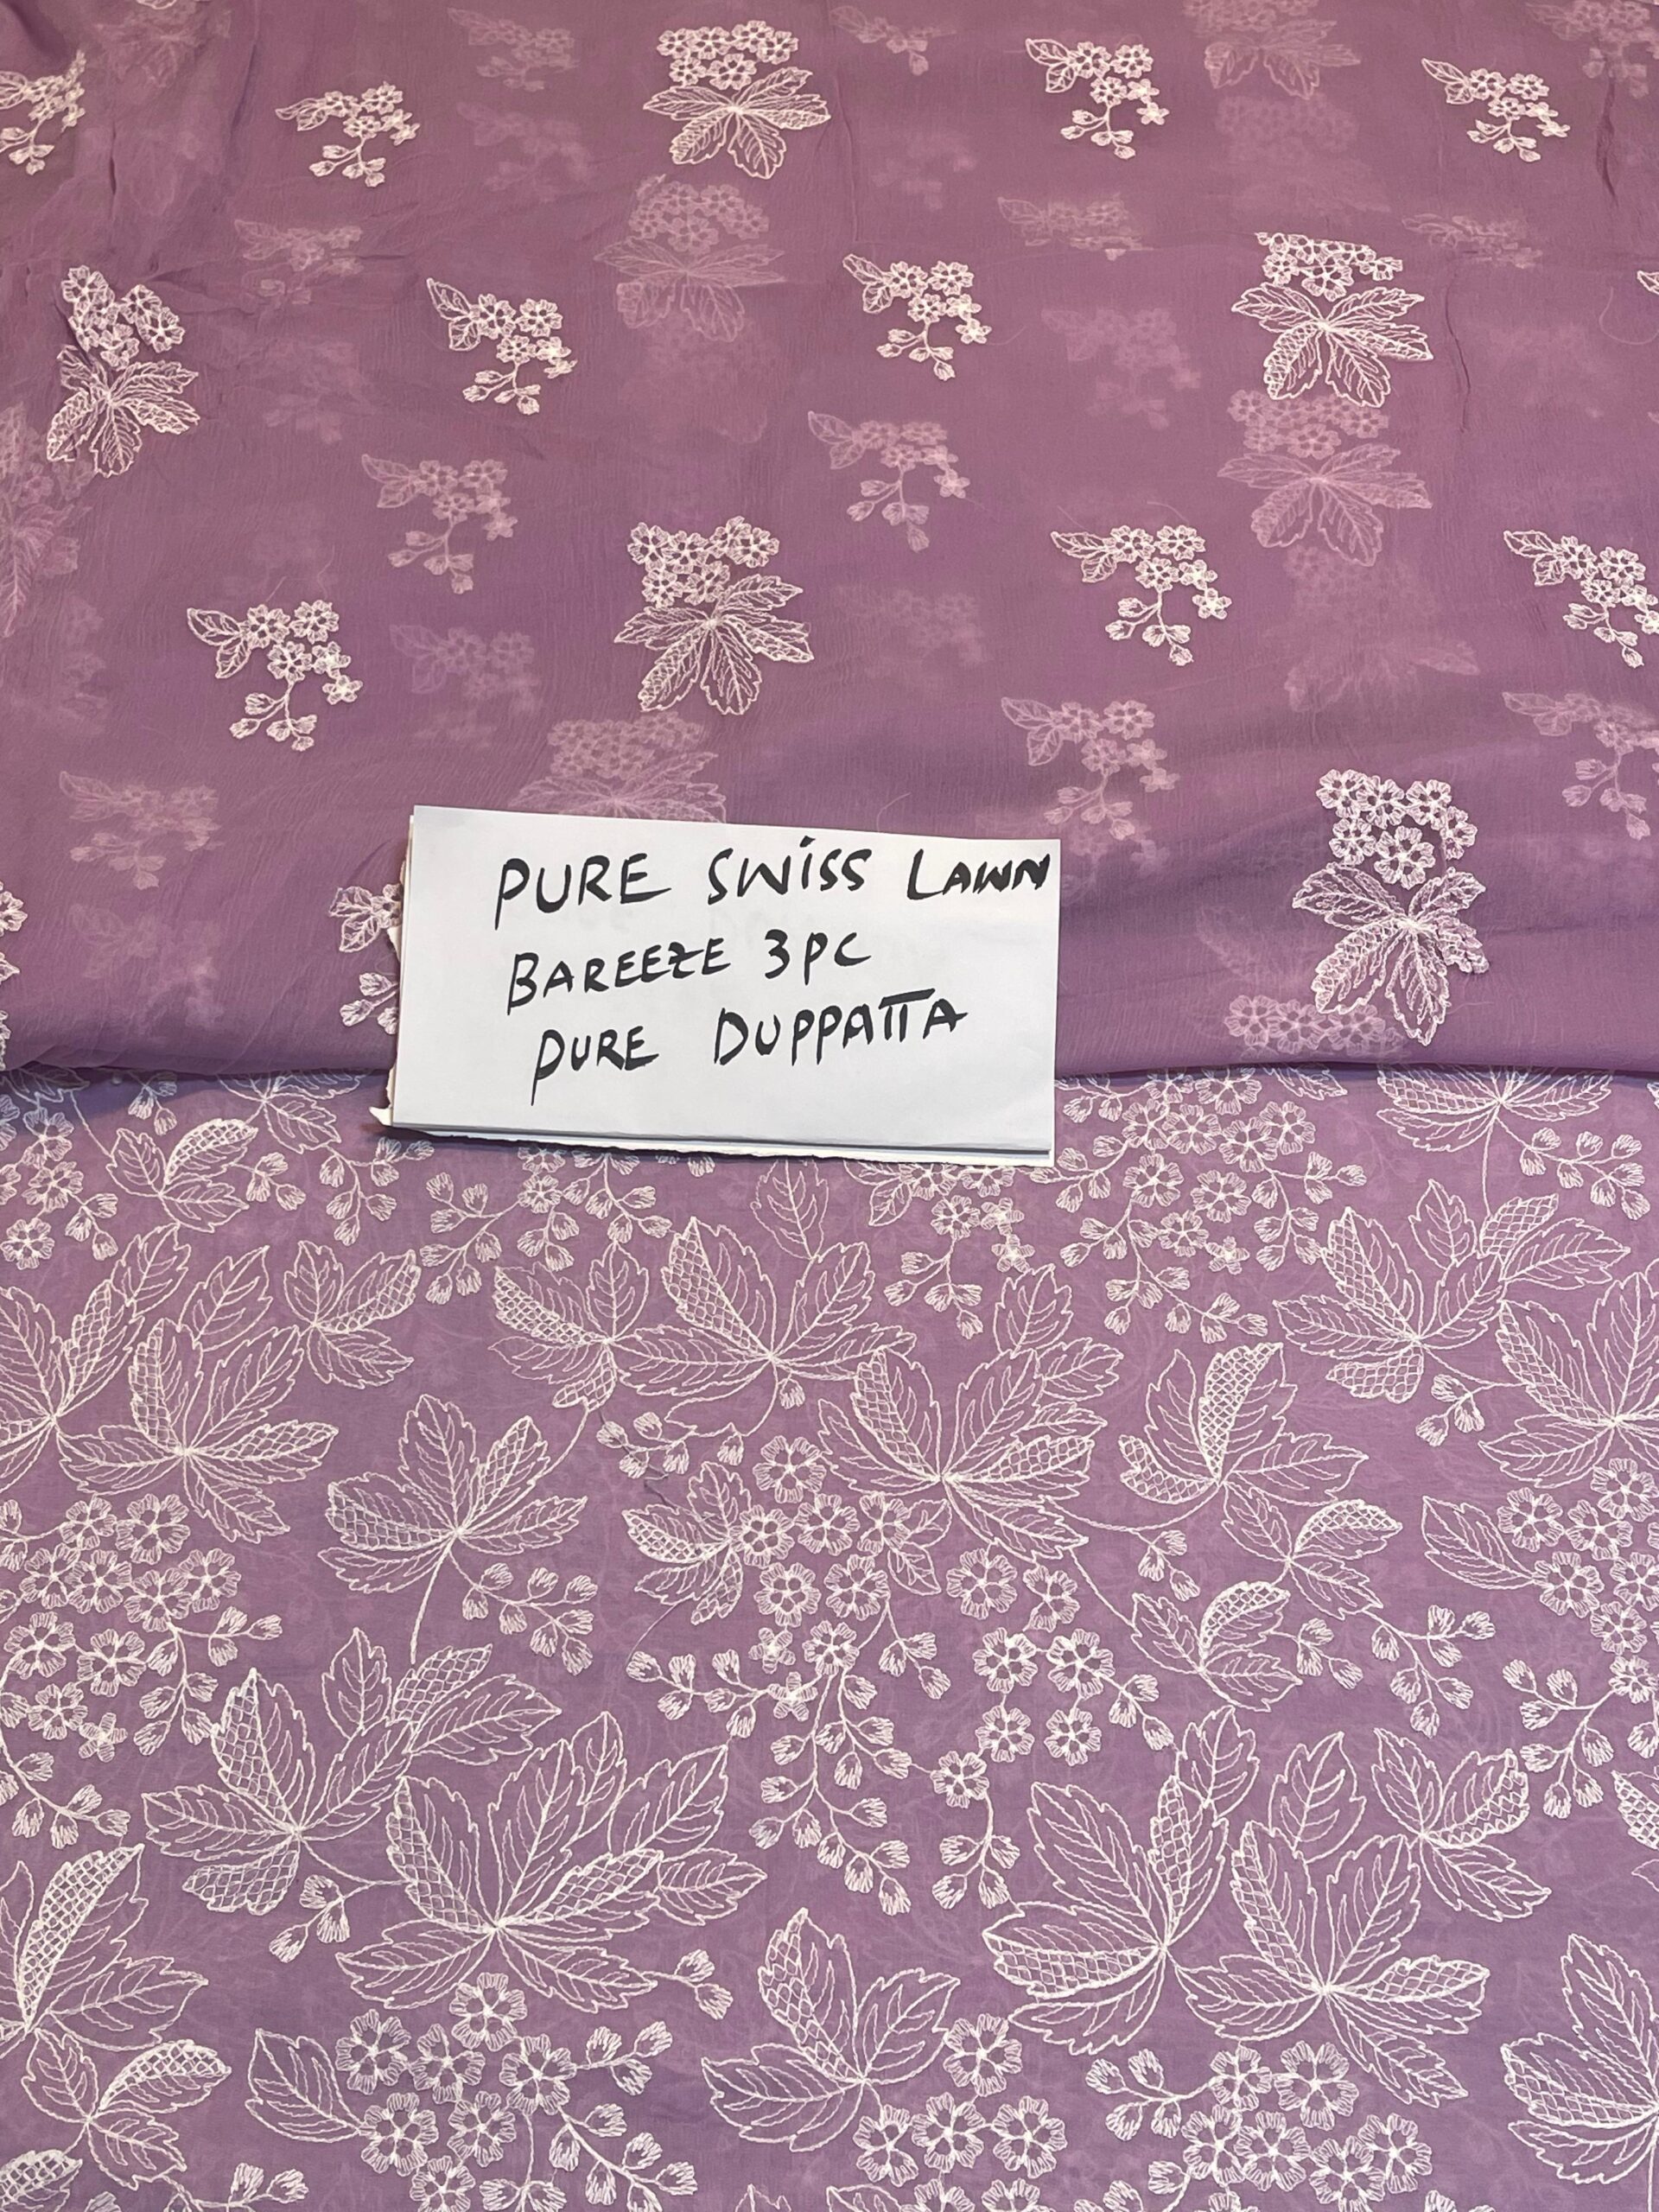 PURE SWISS LAWN
BAREEZE 3PC
PURE DUPPATTA